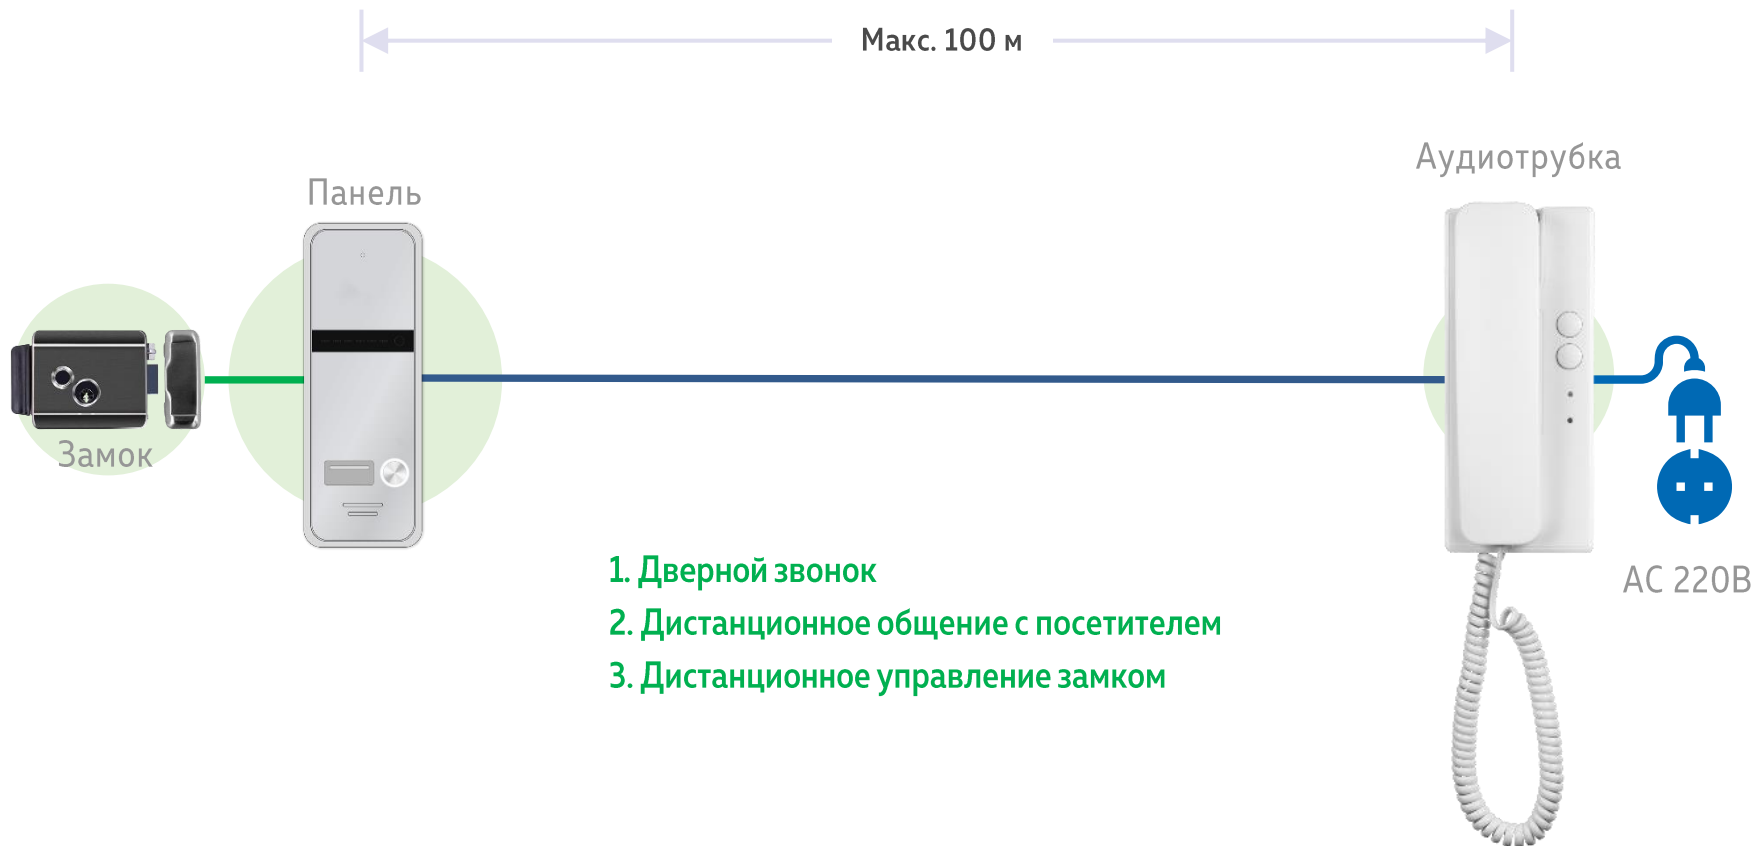 Макс. 100 м
Аудиотрубка
Панель
Замок
1. Дверной звонок
АС 220В
2. Дистанционное общение с посетителем
3. Дистанционное управление замком